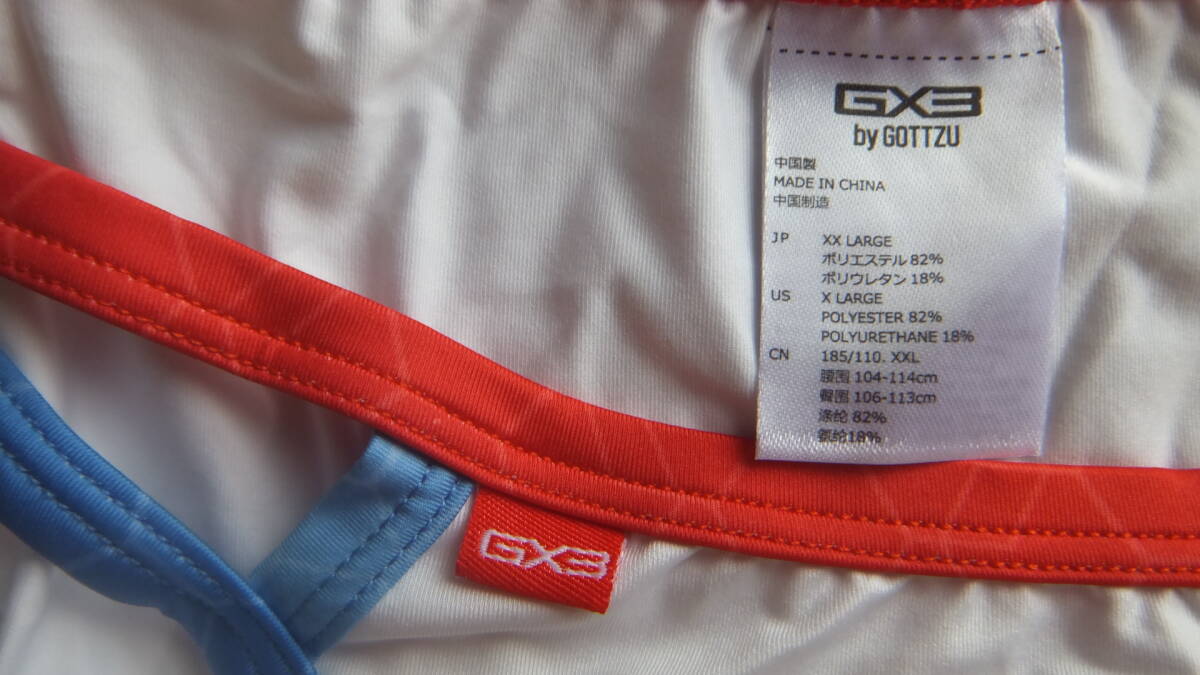 GX3
by GOTTZU
中国製
MADE IN CHINA
中国制造
JP XX LARGE
ポリエステル 82%
ポリウレタン 18%
US X LARGE
POLYESTER 82%
POLYURETHANE 18%
CN 185/110. XXL
腰围 104-114cm
臀围 106-113cm
涤纶 82%
氨纶18%
GX3